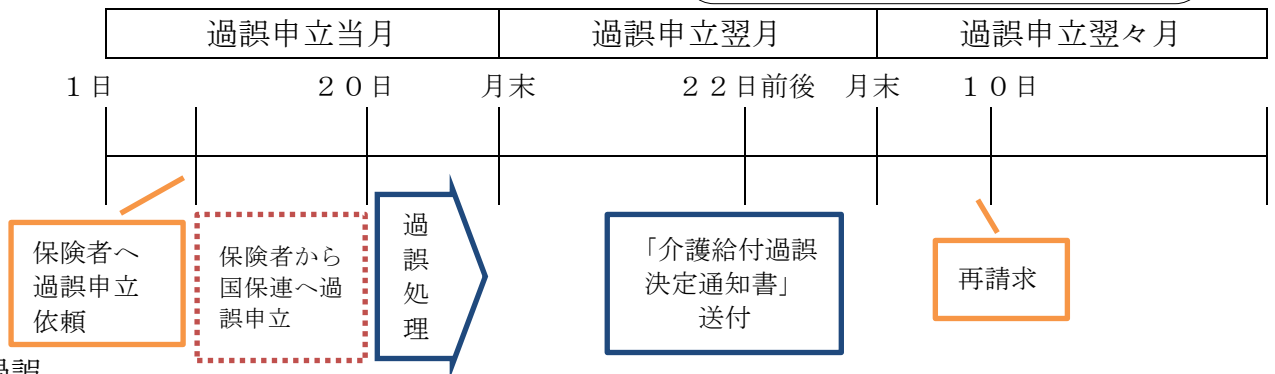 過誤申立当月
過誤申立翌月
過誤申立翌々月
1日
20日
月末
22日前後
月末
10日
保険者へ
過誤申立
依頼
保険者から
国保連へ過
誤申立
過
誤
処
理
「介護給付過誤
決定通知書」
送付
再請求